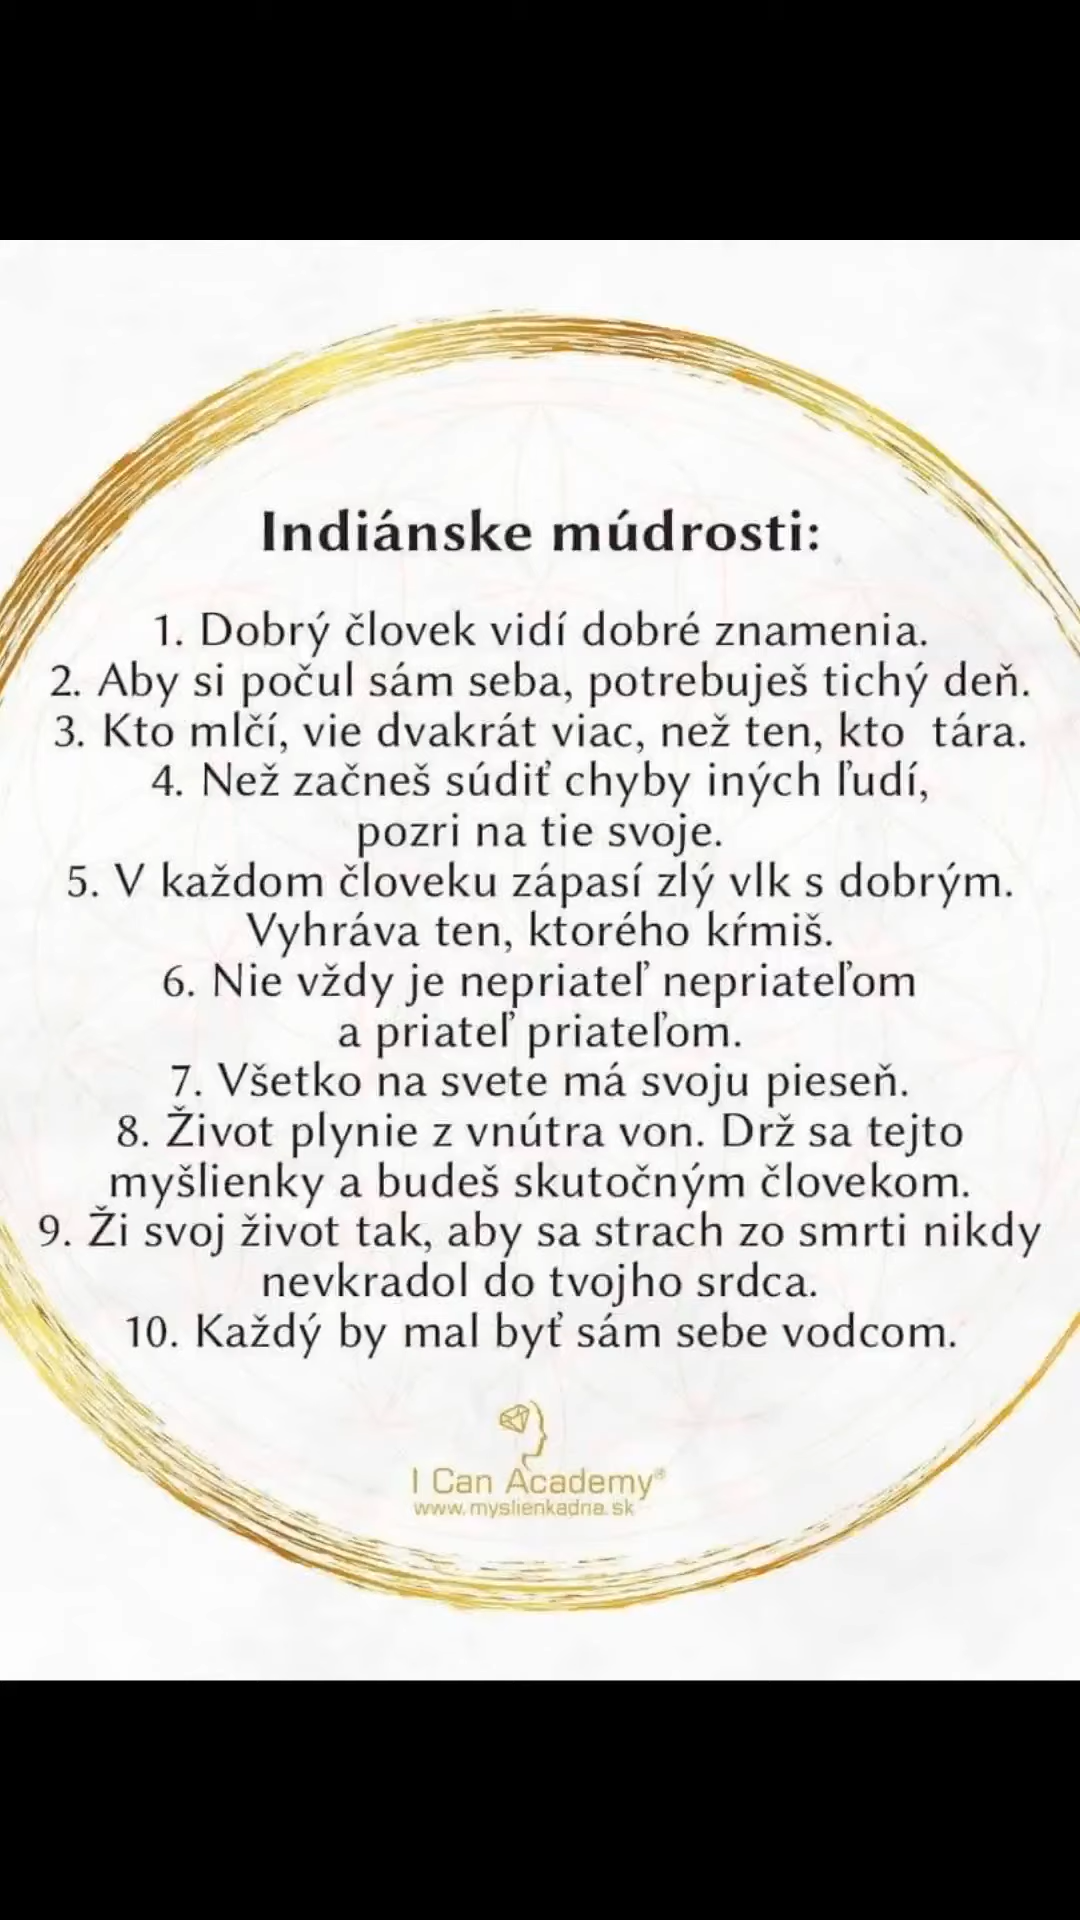 Indiánske múdrosti:
1. Dobrý človek vidí dobré znamenia.
2. Aby si počul sám seba, potrebuješ tichý deň.
3. Kto mlčí, vie dvakrát viac, než ten, kto  tára.
4. Než začneš súdiť chyby iných ľudí,
pozri na tie svoje.
5. V každom človeku zápasí zlý vlk s dobrým.
Vyhráva ten, ktorého kŕmiš.
6. Nie vždy je nepriateľ nepriateľom
a priateľ priateľom.
7. Všetko na svete má svoju pieseň.
8. Život plynie z vnútra von. Drž sa tejto
myšlienky a budeš skutočným človekom.
9. Ži svoj život tak, aby sa strach zo smrti nikdy
nevkradol do tvojho srdca.
10. Každý by mal byť sám sebe vodcom.
I Can Academy®
www.myslienkadna.sk